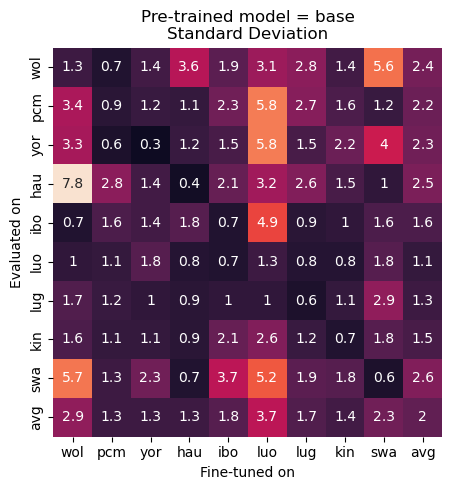 Pre-trained model = base
Standard Deviation
Evaluated on
wol 1.3 0.7 1.4 3.6 1.9 3.1 2.8 1.4 5.6 2.4
pcm 3.4 0.9 1.2 1.1 2.3 5.8 2.7 1.6 1.2 2.2
yor 3.3 0.6 0.3 1.2 1.5 5.8 1.5 2.2 4 2.3
hau 7.8 2.8 1.4 0.4 2.1 3.2 2.6 1.5 1 2.5
ibo 0.7 1.6 1.4 1.8 0.7 4.9 0.9 1 1.6 1.6
luo 1 1.1 1.8 0.8 0.7 1.3 0.8 0.8 1.8 1.1
lug 1.7 1.2 1 0.9 1 1 0.6 1.1 2.9 1.3
kin 1.6 1.1 1.1 0.9 2.1 2.6 1.2 0.7 1.8 1.5
swa 5.7 1.3 2.3 0.7 3.7 5.2 1.9 1.8 0.6 2.6
avg 2.9 1.3 1.3 1.3 1.8 3.7 1.7 1.4 2.3 2
wol pcm yor hau ibo luo lug kin swa avg
Fine-tuned on